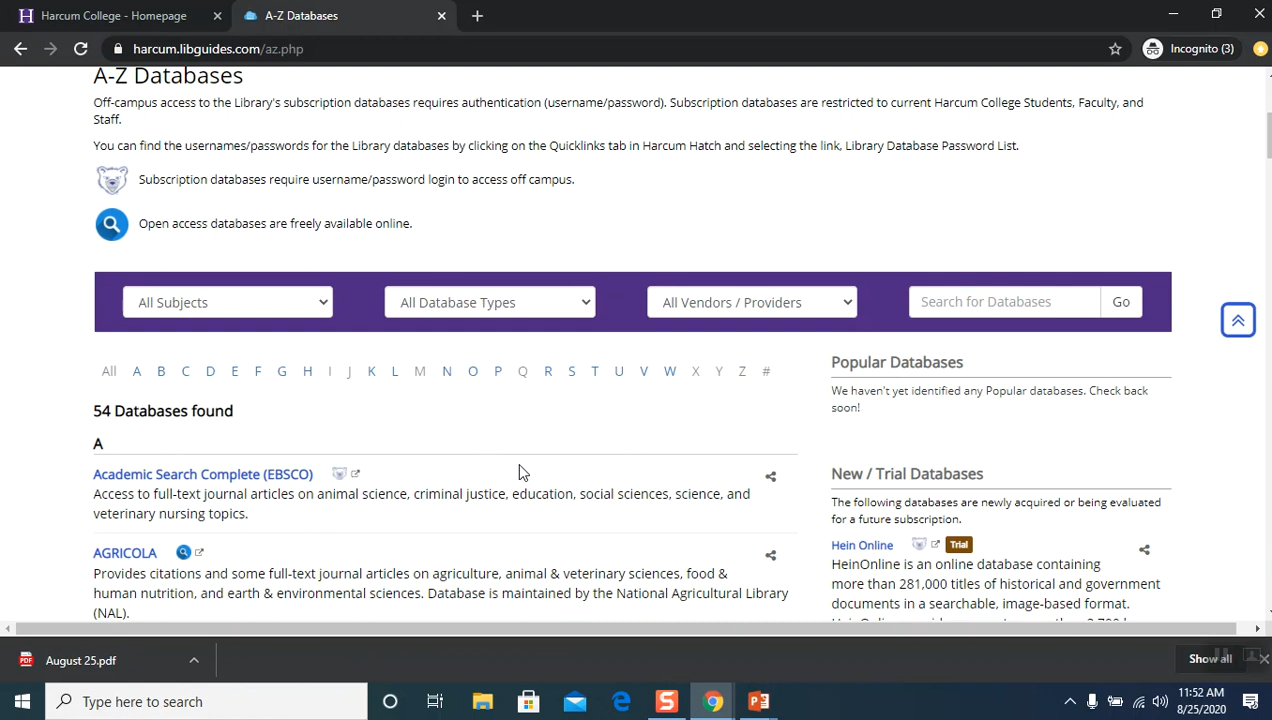 Harcum College - Homepage
A-Z Databases
harcum.libguides.com/az.php
Incognito (3)
A-Z Databases
Off-campus access to the Library's subscription databases requires authentication (username/password). Subscription databases are restricted to current Harcum College Students, Faculty, and
Staff.
You can find the usernames/passwords for the Library databases by clicking on the Quicklinks tab in Harcum Hatch and selecting the link, Library Database Password List.
Subscription databases require username/password login to access off campus.
Open access databases are freely available online.
All Subjects
All Database Types
All Vendors / Providers
Search for Databases
Go
All A B C D E F G H I J K L M N O P Q R S T U V W X Y Z #
54 Databases found
A
Academic Search Complete (EBSCO)
Access to full-text journal articles on animal science, criminal justice, education, social sciences, science, and
veterinary nursing topics.
AGRICOLA
Provides citations and some full-text journal articles on agriculture, animal & veterinary sciences, food &
human nutrition, and earth & environmental sciences. Database is maintained by the National Agricultural Library
(NAL).
Popular Databases
We haven't yet identified any Popular databases. Check back
soon!
New / Trial Databases
The following databases are newly acquired or being evaluated
for a future subscription.
Hein Online Trial
HeinOnline is an online database containing
more than 281,000 titles of historical and government
documents in a searchable, image-based format.
PDF
August 25.pdf
Show all
Type here to search
S
11:52 AM
8/25/2020